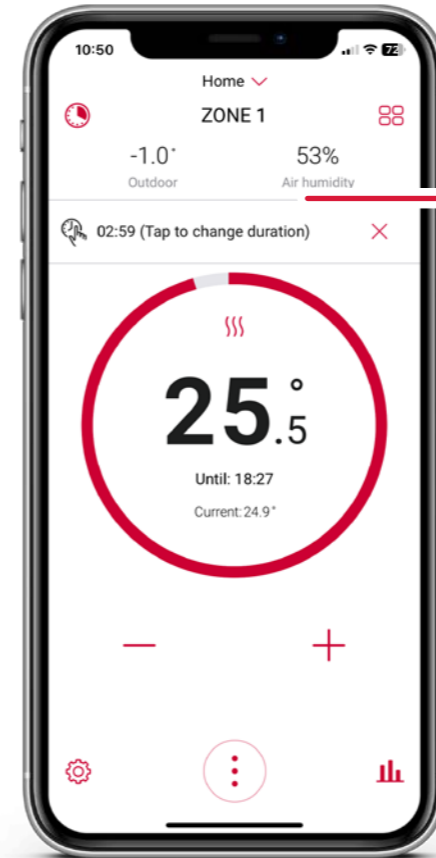 10:50
72
Home
ZONE 1
-1.0°
53%
Outdoor
Air humidity
02:59 (Tap to change duration)
25.5°
Until: 18:27
Current: 24.9°